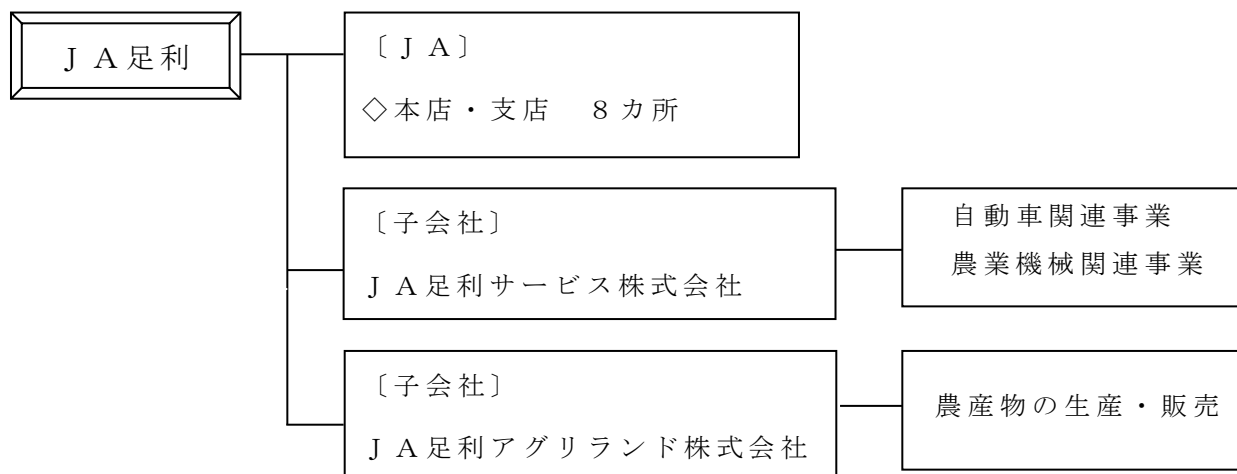 ＪＡ足利
〔ＪＡ〕
◇本店・支店　８カ所
〔子会社〕
ＪＡ足利サービス株式会社
自動車関連事業
農業機械関連事業
〔子会社〕
ＪＡ足利アグリランド株式会社
農産物の生産・販売